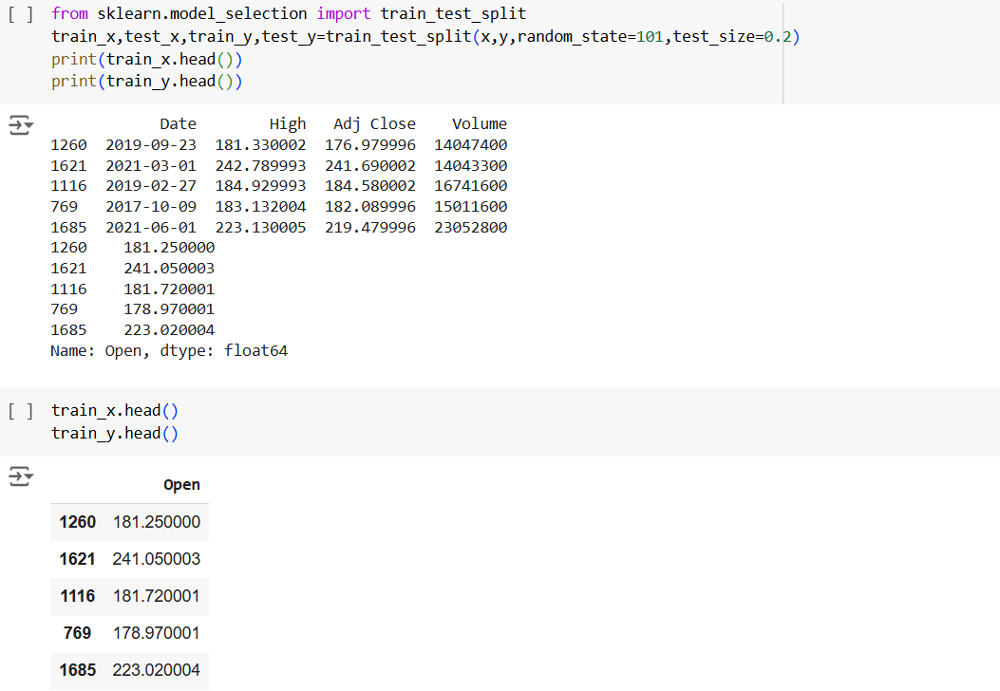 [ ] from sklearn.model_selection import train_test_split
train_x,test_x,train_y,test_y=train_test_split(x,y,random_state=101,test_size=0.2)
print(train_x.head())
print(train_y.head())
Date High Adj Close Volume
1260 2019-09-23 181.330002 176.979996 14047400
1621 2021-03-01 242.789993 241.690002 14043300
1116 2019-02-27 184.929993 184.580002 16741600
769 2017-10-09 183.132004 182.089996 15011600
1685 2021-06-01 223.130005 219.479996 23052800
1260 181.250000
1621 241.050003
1116 181.720001
769 178.970001
1685 223.020004
Name: Open, dtype: float64
[ ] train_x.head()
train_y.head()
Open
1260 181.250000
1621 241.050003
1116 181.720001
769 178.970001
1685 223.020004